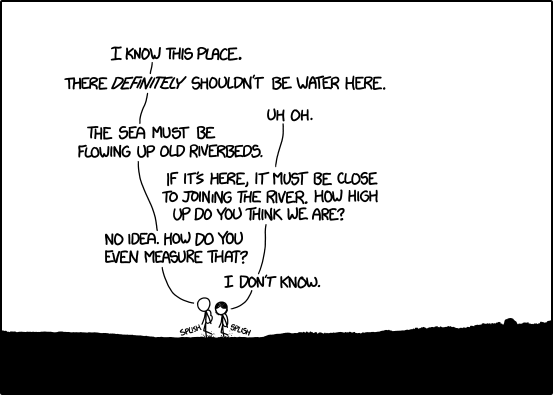 I KNOW THIS PLACE.
THERE DEFINITELY SHOULDN'T BE WATER HERE.
UH OH.
THE SEA MUST BE
FLOWING UP OLD RIVERBEDS.
IF IT'S HERE, IT MUST BE CLOSE
TO JOINING THE RIVER. HOW HIGH
UP DO YOU THINK WE ARE?
NO IDEA. HOW DO YOU
EVEN MEASURE THAT?
I DON'T KNOW.
SPLISH
SPLISH